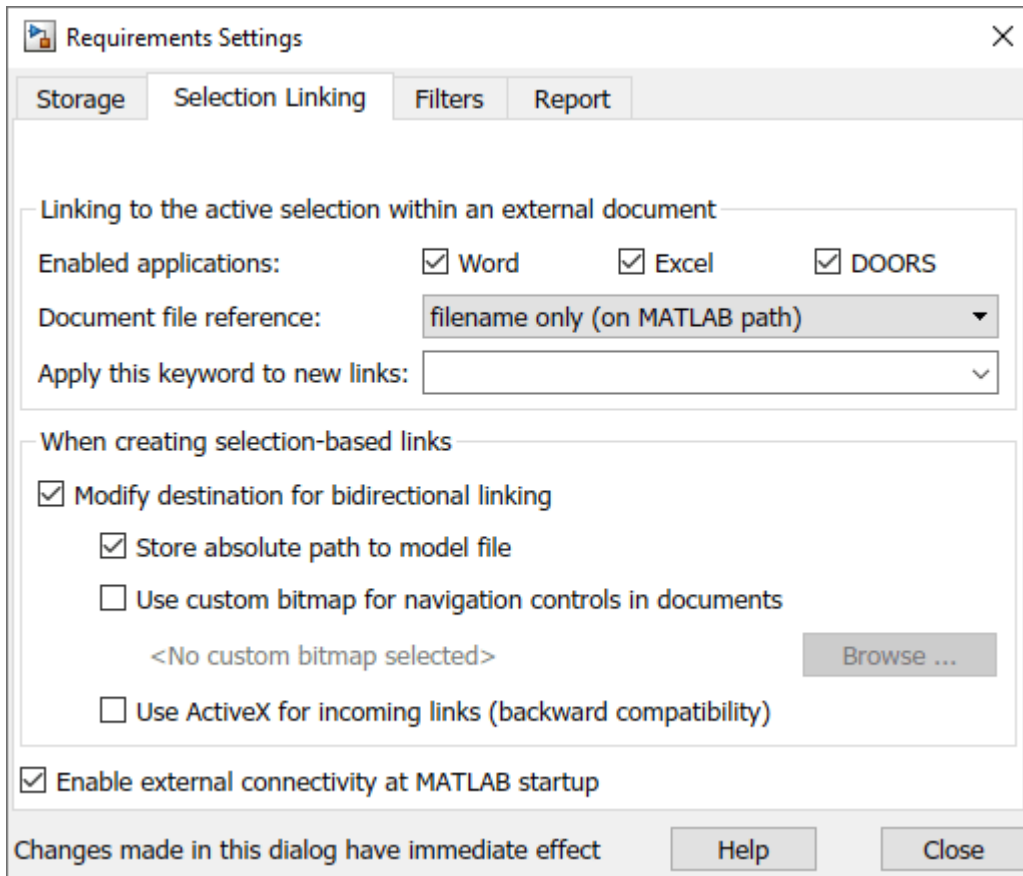 Requirements Settings
Storage Selection Linking Filters Report
Linking to the active selection within an external document
Enabled applications: Word Excel DOORS
Document file reference: filename only (on MATLAB path)
Apply this keyword to new links:
When creating selection-based links
Modify destination for bidirectional linking
Store absolute path to model file
Use custom bitmap for navigation controls in documents
<No custom bitmap selected> Browse ...
Use ActiveX for incoming links (backward compatibility)
Enable external connectivity at MATLAB startup
Changes made in this dialog have immediate effect Help Close